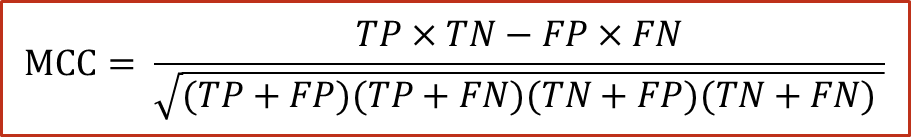 MCC = TP × TN − FP × FN / √(TP + FP)(TP + FN)(TN + FP)(TN + FN)